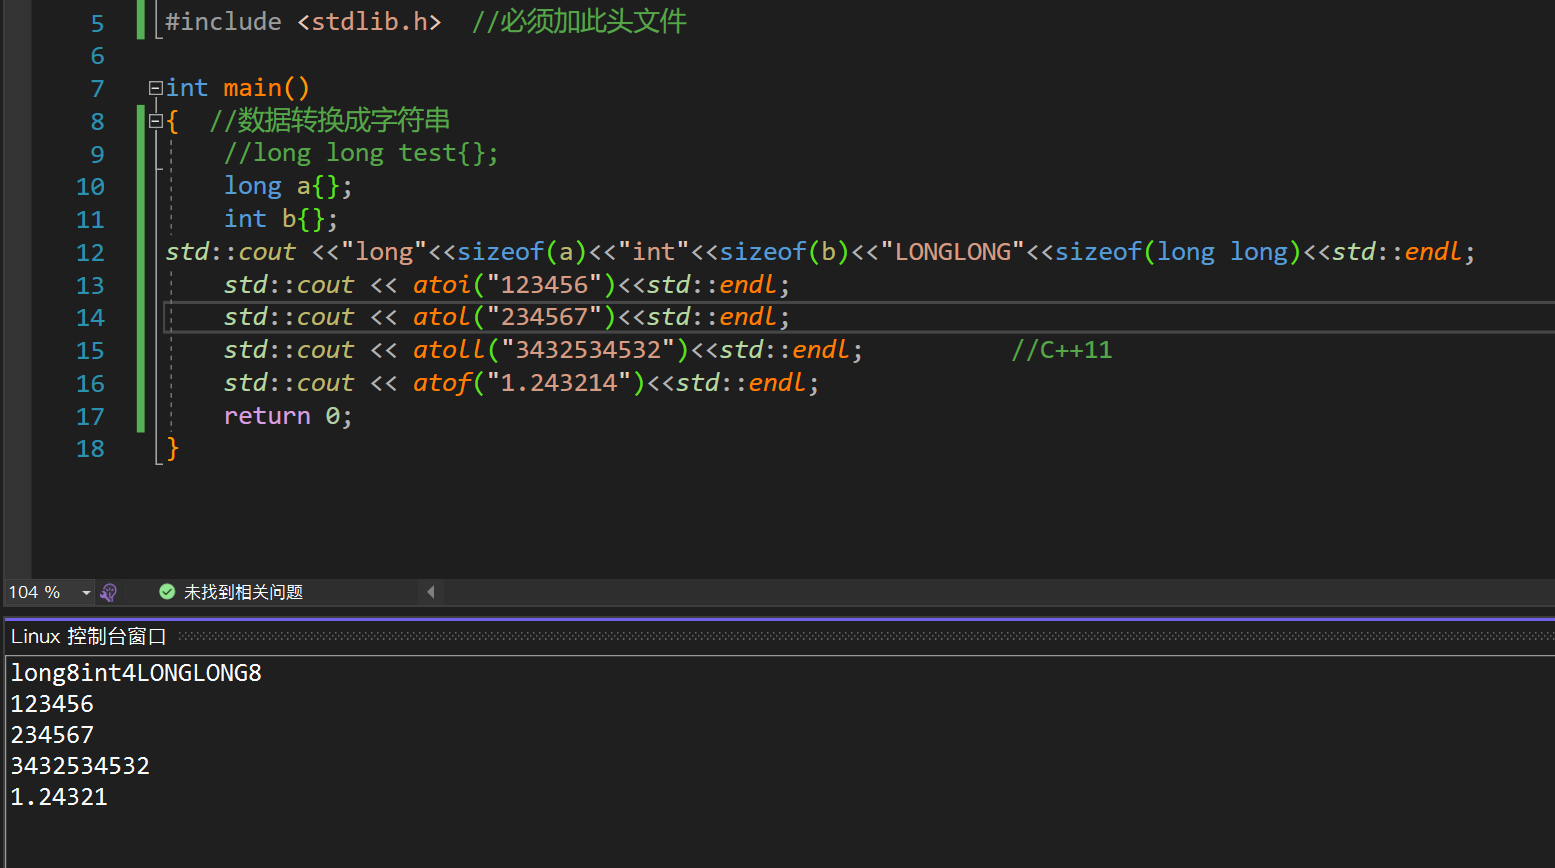 5 #include <stdlib.h> //必须加此头文件
6
7 int main()
8 { //数据转换成字符串
9 //long long test{};
10 long a{};
11 int b{};
12 std::cout <<"long"<<sizeof(a)<<"int"<<sizeof(b)<<"LONGLONG"<<sizeof(long long)<<std::endl;
13 std::cout << atoi("123456")<<std::endl;
14 std::cout << atol("234567")<<std::endl;
15 std::cout << atoll("3432534532")<<std::endl; //C++11
16 std::cout << atof("1.243214")<<std::endl;
17 return 0;
18 }
104 % 未找到相关问题
Linux 控制台窗口
long8int4LONGLONG8
123456
234567
3432534532
1.24321